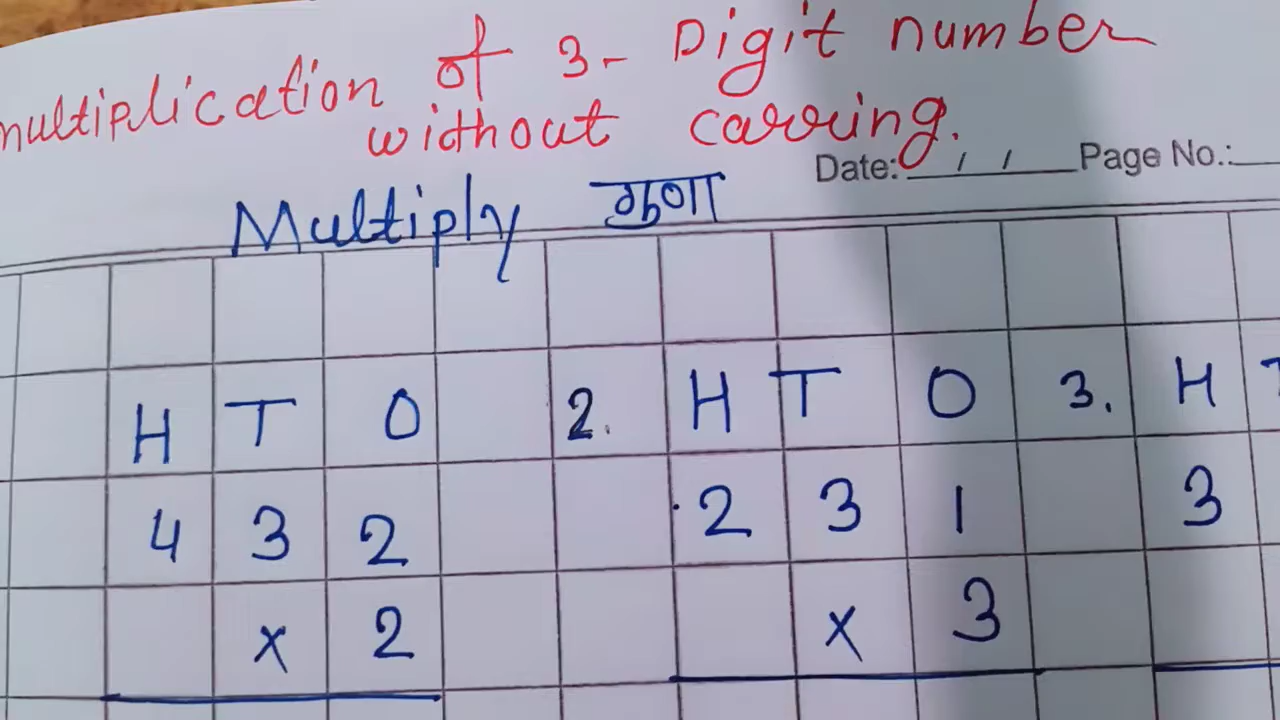 multiplication of 3- Digit number
without carring.
Date: / / Page No.:
Multiply गुणा
H T O 2. H T O 3. H T
4 3 2 2 3 1 3
x 2 x 3